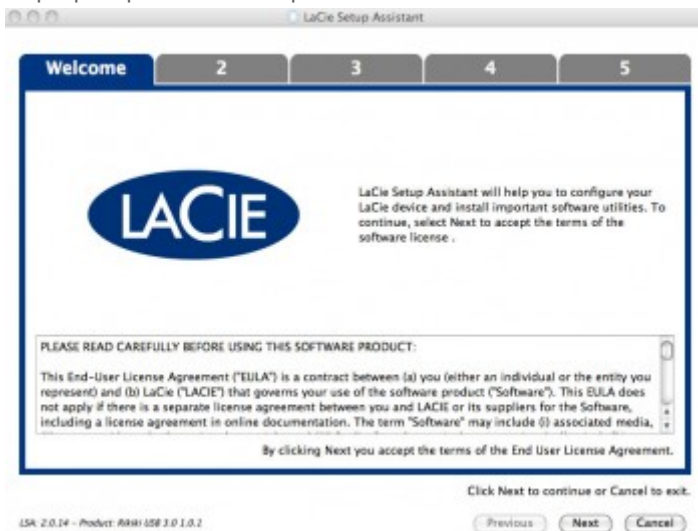 LaCie Setup Assistant
Welcome 2 3 4 5
LACIE
LaCie Setup Assistant will help you to configure your
LaCie device and install important software utilities. To
continue, select Next to accept the terms of the
software license .
PLEASE READ CAREFULLY BEFORE USING THIS SOFTWARE PRODUCT:
This End-User License Agreement ("EULA") is a contract between (a) you (either an individual or the entity you
represent) and (b) LaCie ("LACIE") that governs your use of the software product ("Software"). This EULA does
not apply if there is a separate license agreement between you and LACIE or its suppliers for the Software,
including a license agreement in online documentation. The term "Software" may include (i) associated media,
By clicking Next you accept the terms of the End User License Agreement.
Click Next to continue or Cancel to exit.
LSA: 2.0.14 - Product: Rikiki USB 3.0 1.0.2
Previous Next Cancel